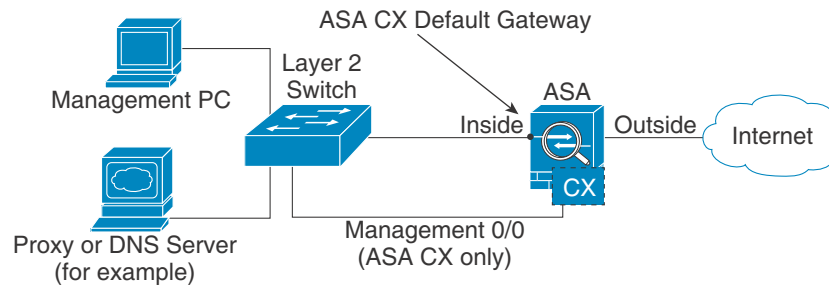 ASA CX Default Gateway
Layer 2
Switch
ASA
Management PC
Inside
Outside
Internet
CX
Proxy or DNS Server
(for example)
Management 0/0
(ASA CX only)